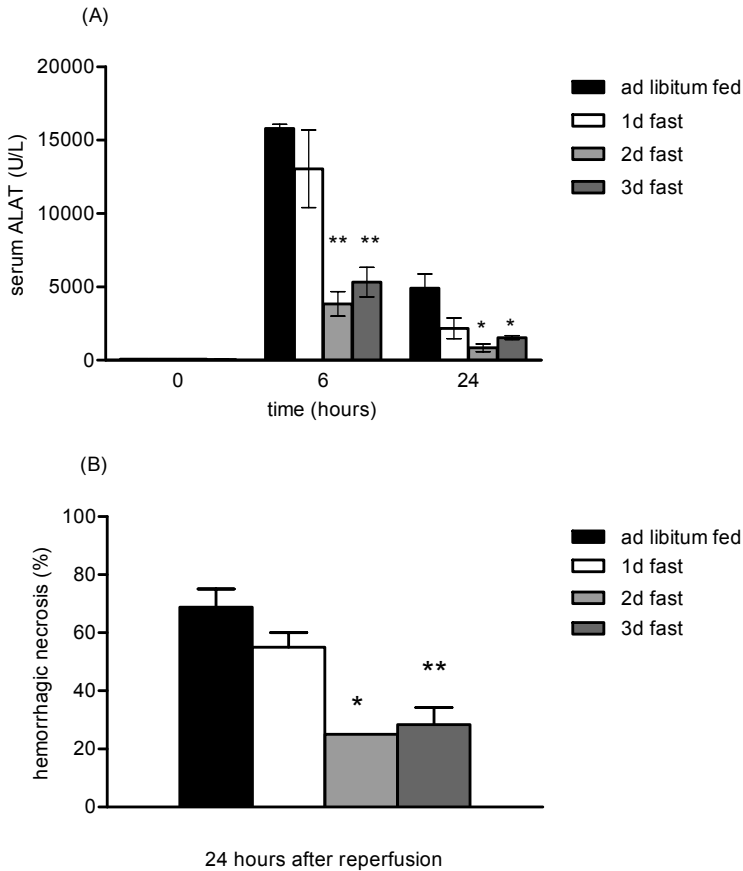 (A)
20000
15000
10000
5000
0
serum ALAT (U/L)
** **
* *
0 6 24
time (hours)
ad libitum fed
1d fast
2d fast
3d fast
(B)
100
80
60
40
20
0
hemorrhagic necrosis (%)
* **
24 hours after reperfusion
ad libitum fed
1d fast
2d fast
3d fast